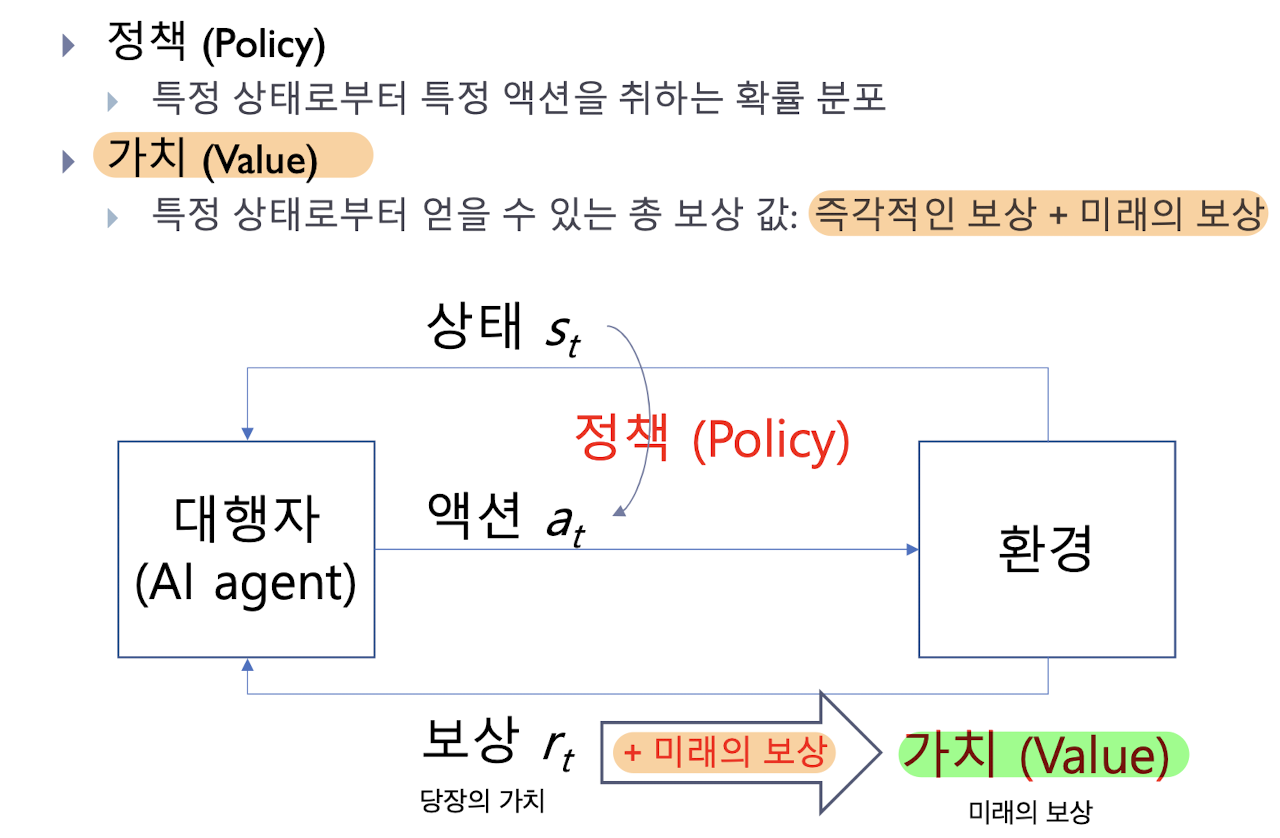 정책 (Policy)
특정 상태로부터 특정 액션을 취하는 확률 분포
가치 (Value)
특정 상태로부터 얻을 수 있는 총 보상 값: 즉각적인 보상 + 미래의 보상
상태 sₜ
정책 (Policy)
대행자
(AI agent)
액션 aₜ
환경
보상 rₜ
+ 미래의 보상
가치 (Value)
당장의 가치
미래의 보상